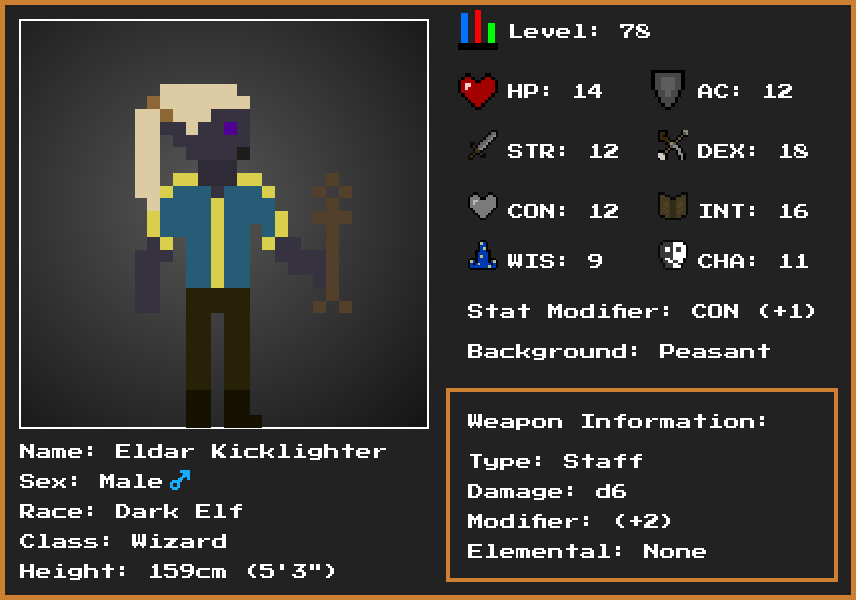 Level: 78
HP: 14
AC: 12
STR: 12
DEX: 18
CON: 12
INT: 16
WIS: 9
CHA: 11
Stat Modifier: CON (+1)
Background: Peasant
Weapon Information:
Type: Staff
Damage: d6
Modifier: (+2)
Elemental: None
Name: Eldar Kicklighter
Sex: Male♂
Race: Dark Elf
Class: Wizard
Height: 159cm (5'3")